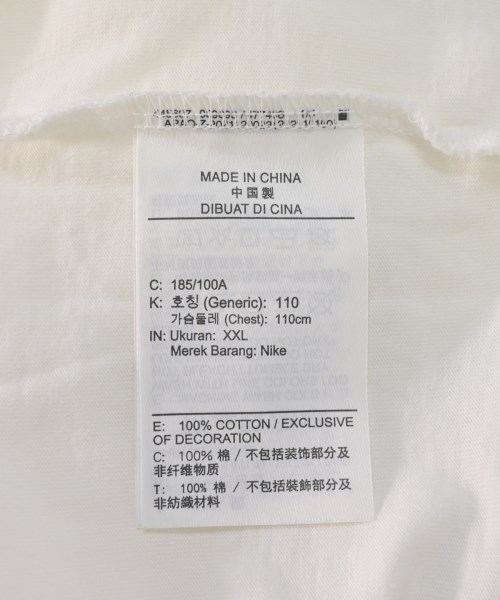 MADE IN CHINA
中国製
DIBUAT DI CINA
C: 185/100A
K: 호칭 (Generic): 110
가슴둘레 (Chest): 110cm
IN: Ukuran: XXL
Merek Barang: Nike
E: 100% COTTON / EXCLUSIVE
OF DECORATION
C: 100% 棉 / 不包括装饰部分及
非纤维物质
T: 100% 棉 / 不包括裝飾部分及
非紡織材料